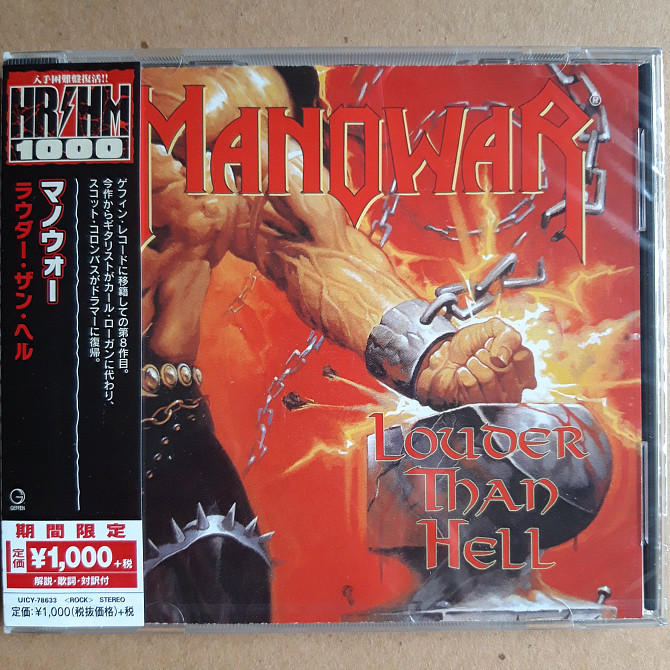 入手困難盤復活!!
HR/HM
1000
マノウォー
ラウダー・ザン・ヘル
ゲフィン・レコードに移籍しての第8作目。
今作からギタリストがカール・ローガンに代わり、
スコット・コロンバスがドラマーに復帰。
G
GEFFEN
期間限定
定価 ¥1,000+税
解説・歌詞・対訳付
UICY-78633 <ROCK> STEREO
定価:¥1,000(税抜価格)+税
MANOWAR®
LOUDER
THAN
HELL